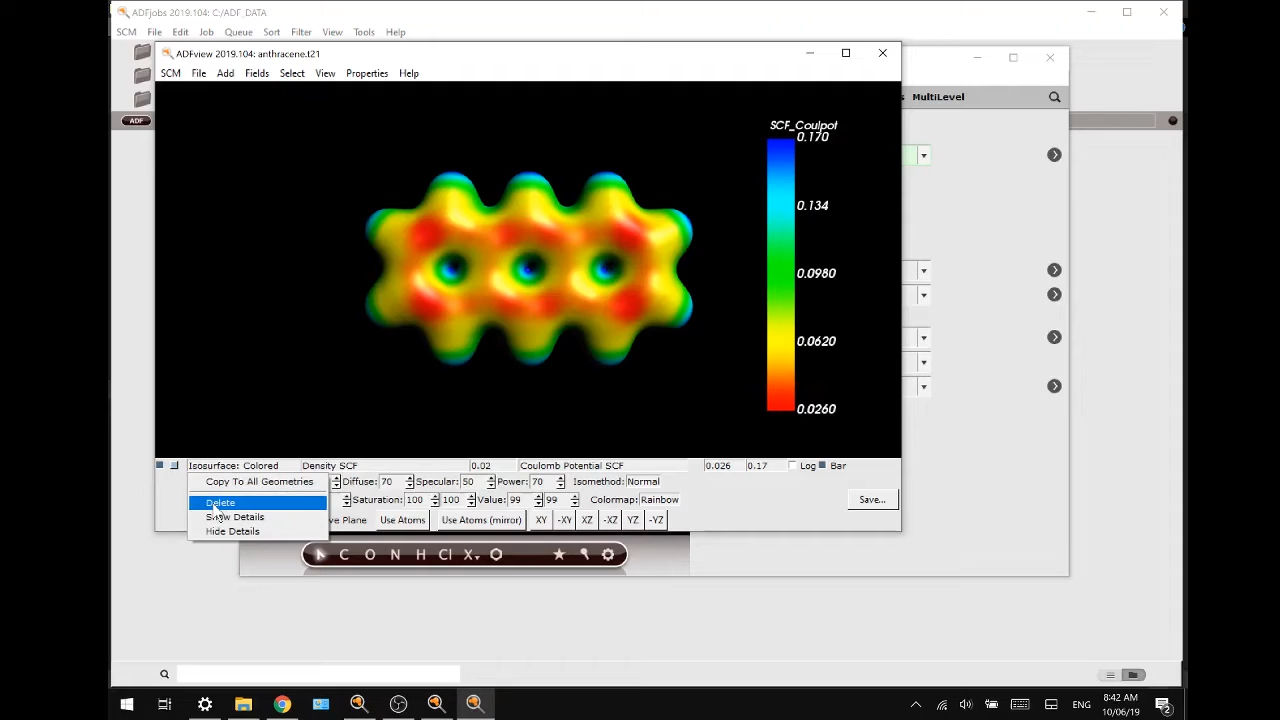 ADFjobs 2019.104: C:/ADF_DATA
SCM File Edit Job Queue Sort Filter View Tools Help
ADFview 2019.104: anthracene.t21
SCM File Add Fields Select View Properties Help
MultiLevel
ADF
SCF_Coulpot
0.170
0.134
0.0980
0.0620
0.0260
Isosurface: Colored Density SCF 0.02 Coulomb Potential SCF 0.026 0.17 Log Bar
Copy To All Geometries
Diffuse: 70 Specular: 50 Power: 70 Isomethod: Normal
Delete
Saturation: 100 100 Value: 99 99 Colormap: Rainbow
Save...
Show Details
Plane Use Atoms Use Atoms (mirror) XY -XY XZ -XZ YZ -YZ
Hide Details
C O N H Cl X
ENG
8:42 AM
10/06/19
2